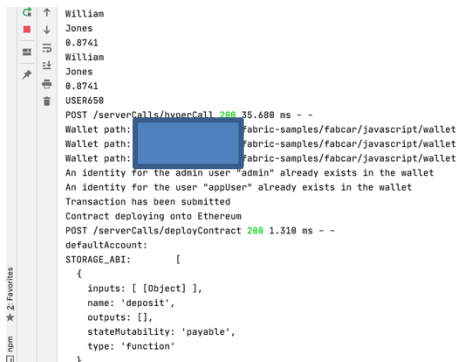 William
Jones
0.8741
William
Jones
0.8741
USER650
POST /serverCalls/hyperCall 200 35.680 ms - -
Wallet path: fabric-samples/fabcar/javascript/wallet
Wallet path: fabric-samples/fabcar/javascript/wallet
Wallet path: fabric-samples/fabcar/javascript/wallet
An identity for the admin user "admin" already exists in the wallet
An identity for the user "appUser" already exists in the wallet
Transaction has been submitted
Contract deploying onto Ethereum
POST /serverCalls/deployContract 200 1.310 ms - -
defaultAccount:
STORAGE_ABI: [
{
inputs: [ [Object] ],
name: 'deposit',
outputs: [],
stateMutability: 'payable',
type: 'function'
}
2: Favorites
npm